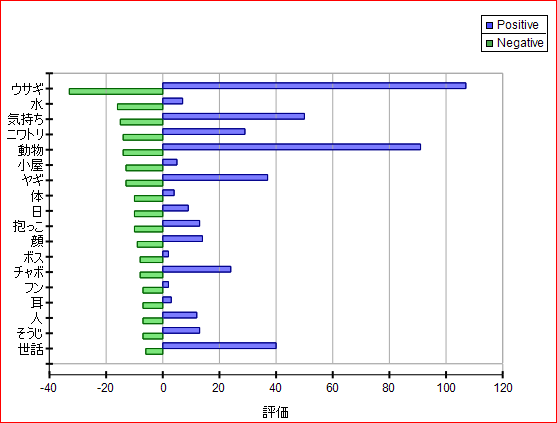 Positive
Negative
ウサギ
水
気持ち
ニワトリ
動物
小屋
ヤギ
体
日
抱っこ
顔
ボス
チャボ
フン
耳
人
そうじ
世話
-40 -20 0 20 40 60 80 100 120
評価